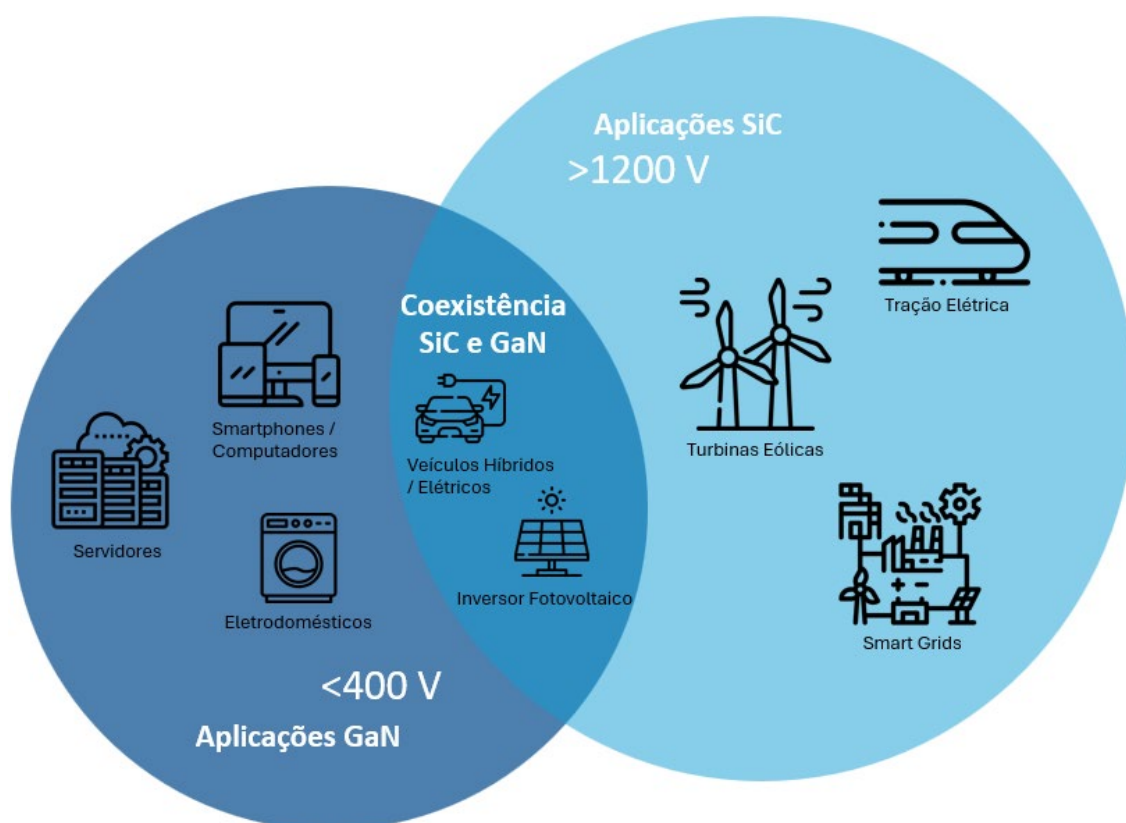 Aplicações SiC
>1200 V
Tração Elétrica
Turbinas Eólicas
Smart Grids
Coexistência
SiC e GaN
Veículos Híbridos
/ Elétricos
Inversor Fotovoltaico
Smartphones /
Computadores
Servidores
Eletrodomésticos
<400 V
Aplicações GaN